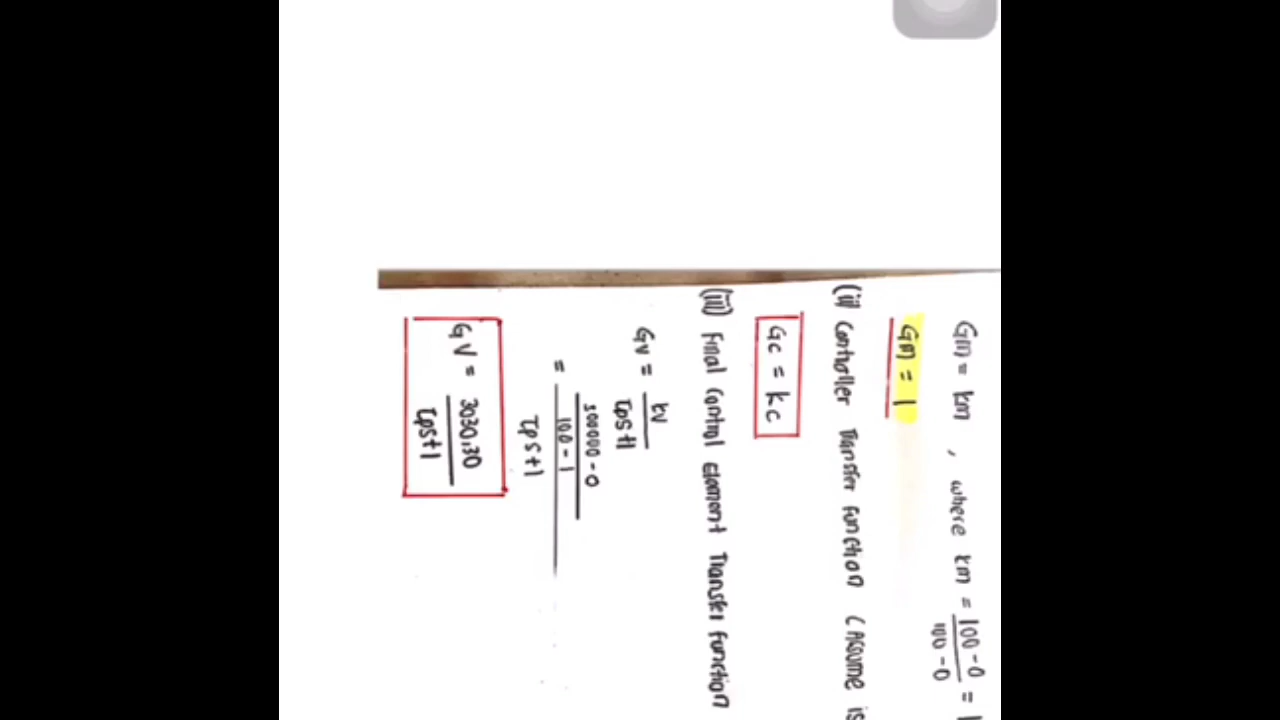 Gm = km , where km = 100 - 0 / 100 - 0 = 1
Gm = 1
(ii) Controller Transfer Function (Assume is
Gc = kc
(iii) Final Control Element Transfer Function
Gv = kv / τps+1
= 300000 - 0 / 100 - 1
τps+1
Gv = 3030.30 / τps+1